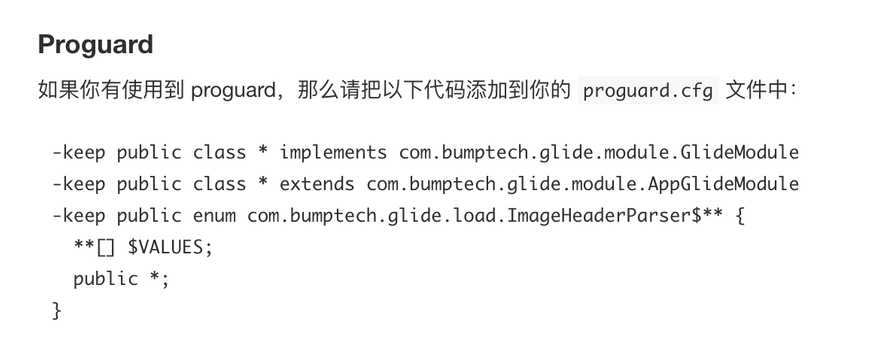 Proguard
如果你有使用到 proguard，那么请把以下代码添加到你的 proguard.cfg 文件中：
-keep public class * implements com.bumptech.glide.module.GlideModule
-keep public class * extends com.bumptech.glide.module.AppGlideModule
-keep public enum com.bumptech.glide.load.ImageHeaderParser$** {
  **[] $VALUES;
  public *;
}